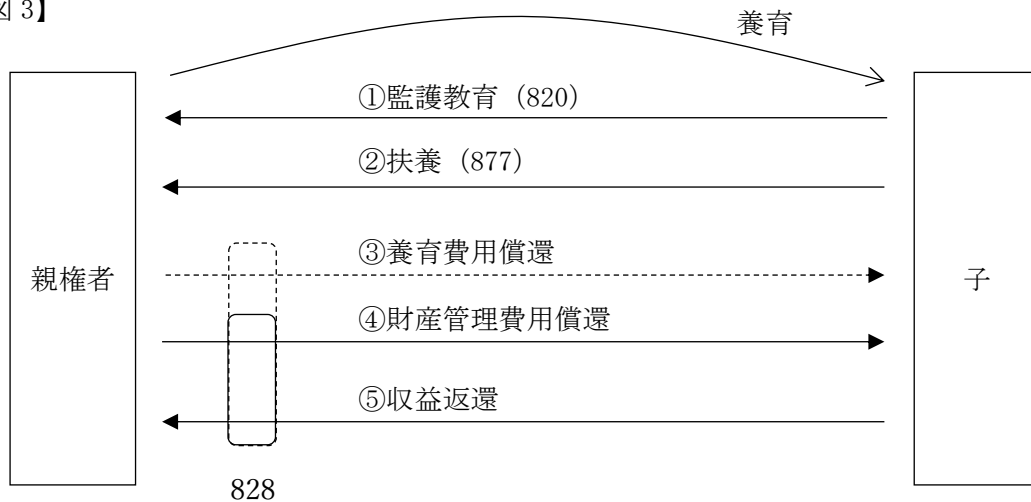 図 3】
養育
①監護教育（820）
②扶養（877）
③養育費用償還
親権者
子
④財産管理費用償還
⑤収益返還
828